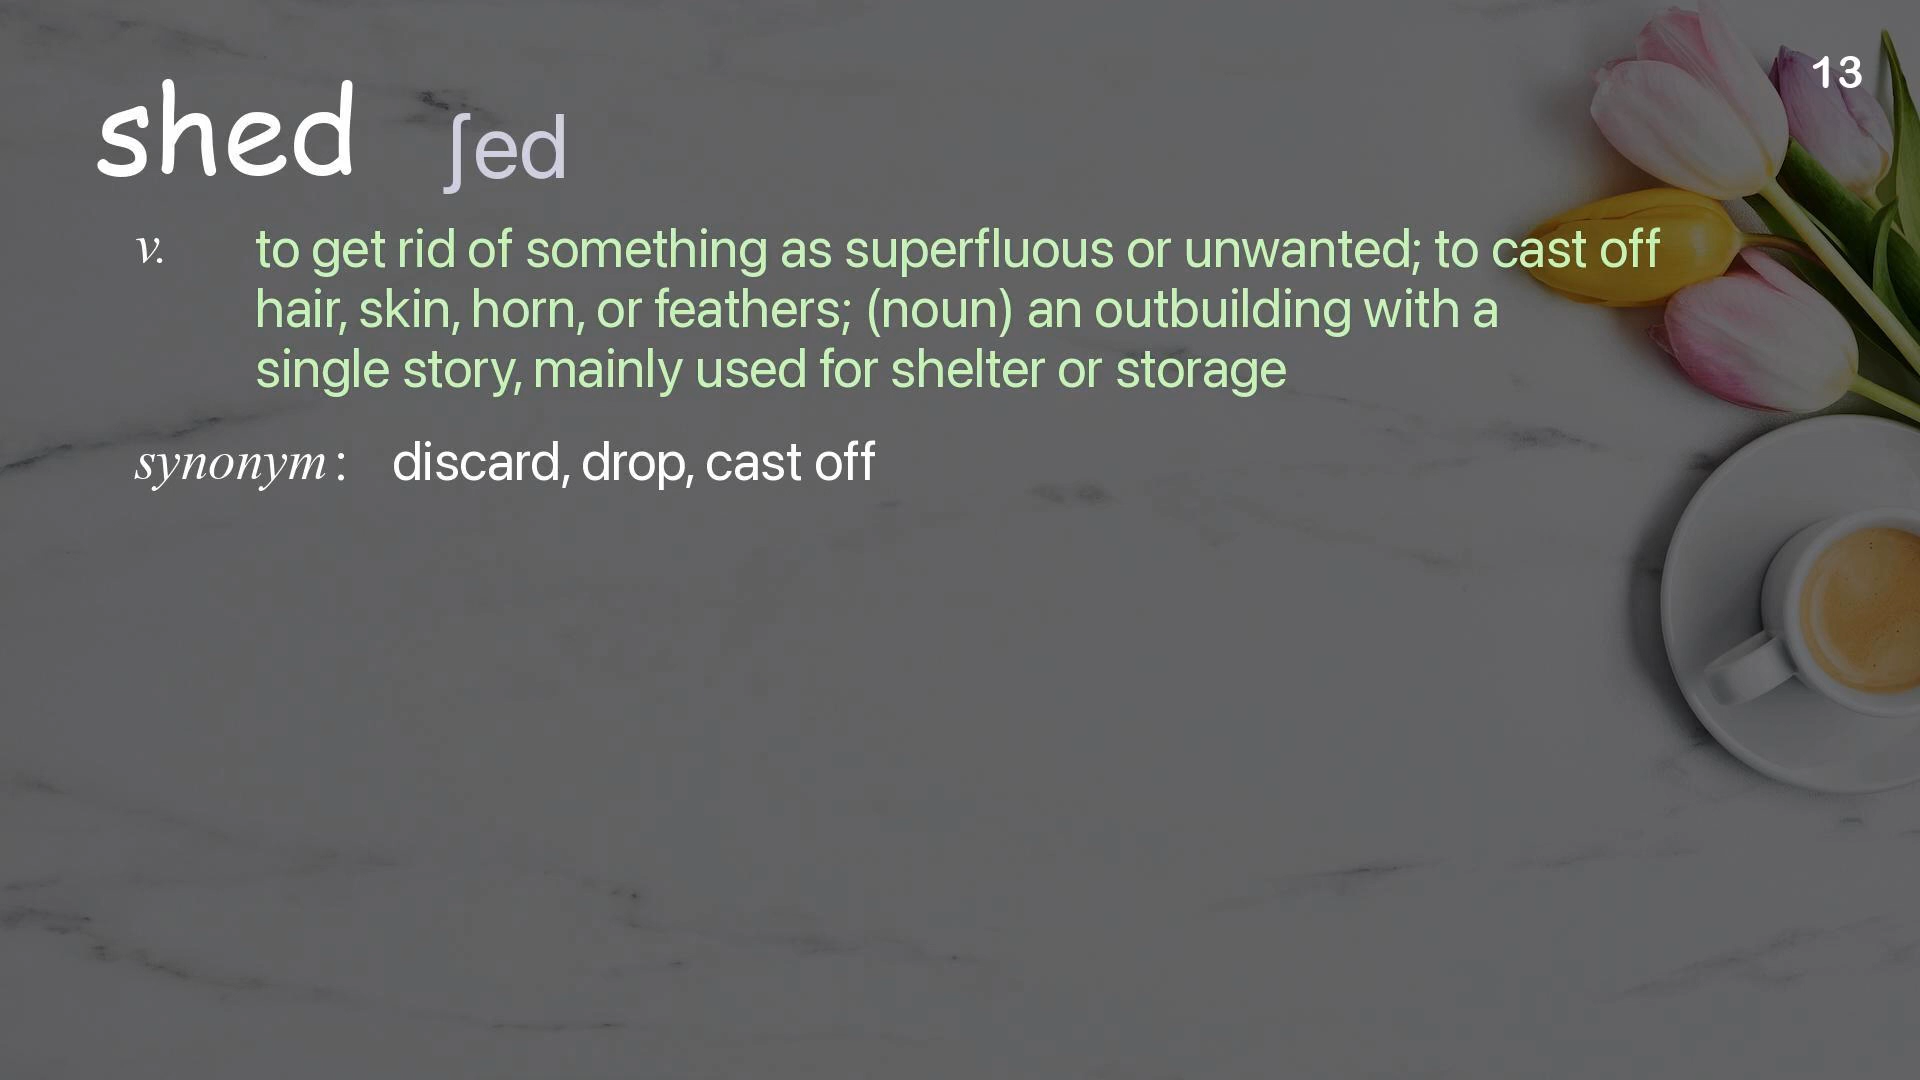 13
shed ʃed
v. to get rid of something as superfluous or unwanted; to cast off
hair, skin, horn, or feathers; (noun) an outbuilding with a
single story, mainly used for shelter or storage
synonym : discard, drop, cast off